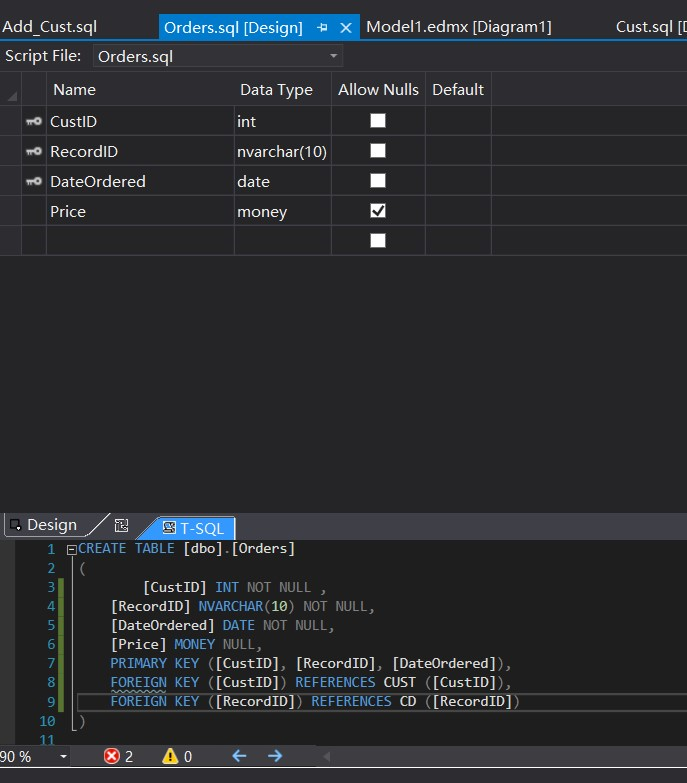 Add_Cust.sql Orders.sql [Design] Model1.edmx [Diagram1] Cust.sql [D
Script File: Orders.sql
Name Data Type Allow Nulls Default
CustID int
RecordID nvarchar(10)
DateOrdered date
Price money
Design T-SQL
1 CREATE TABLE [dbo].[Orders]
2 (
3 [CustID] INT NOT NULL ,
4 [RecordID] NVARCHAR(10) NOT NULL,
5 [DateOrdered] DATE NOT NULL,
6 [Price] MONEY NULL,
7 PRIMARY KEY ([CustID], [RecordID], [DateOrdered]),
8 FOREIGN KEY ([CustID]) REFERENCES CUST ([CustID]),
9 FOREIGN KEY ([RecordID]) REFERENCES CD ([RecordID])
10 )
11
90 % 2 0